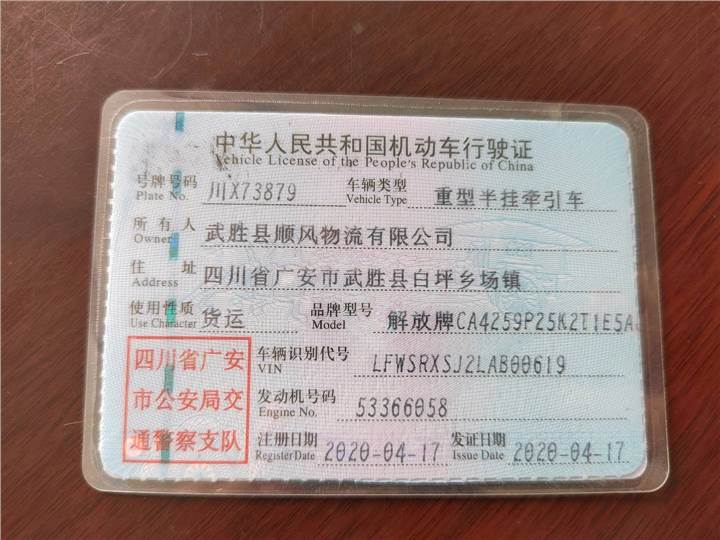 中华人民共和国机动车行驶证
Vehicle License of the People's Republic of China
号牌号码 川X73879 车辆类型 重型半挂牵引车
Plate No. Vehicle Type
所有人 武胜县顺风物流有限公司
Owner
住址 四川省广安市武胜县白坪乡场镇
Address
使用性质 货运 品牌型号 解放牌CA4259P25K2T1E5A
Use Character Model
四川省广安
市公安局交
通警察支队
车辆识别代号 LFWSRXSJ2LAB00619
VIN
发动机号码 53366058
Engine No.
注册日期 2020-04-17 发证日期 2020-04-17
Register Date Issue Date